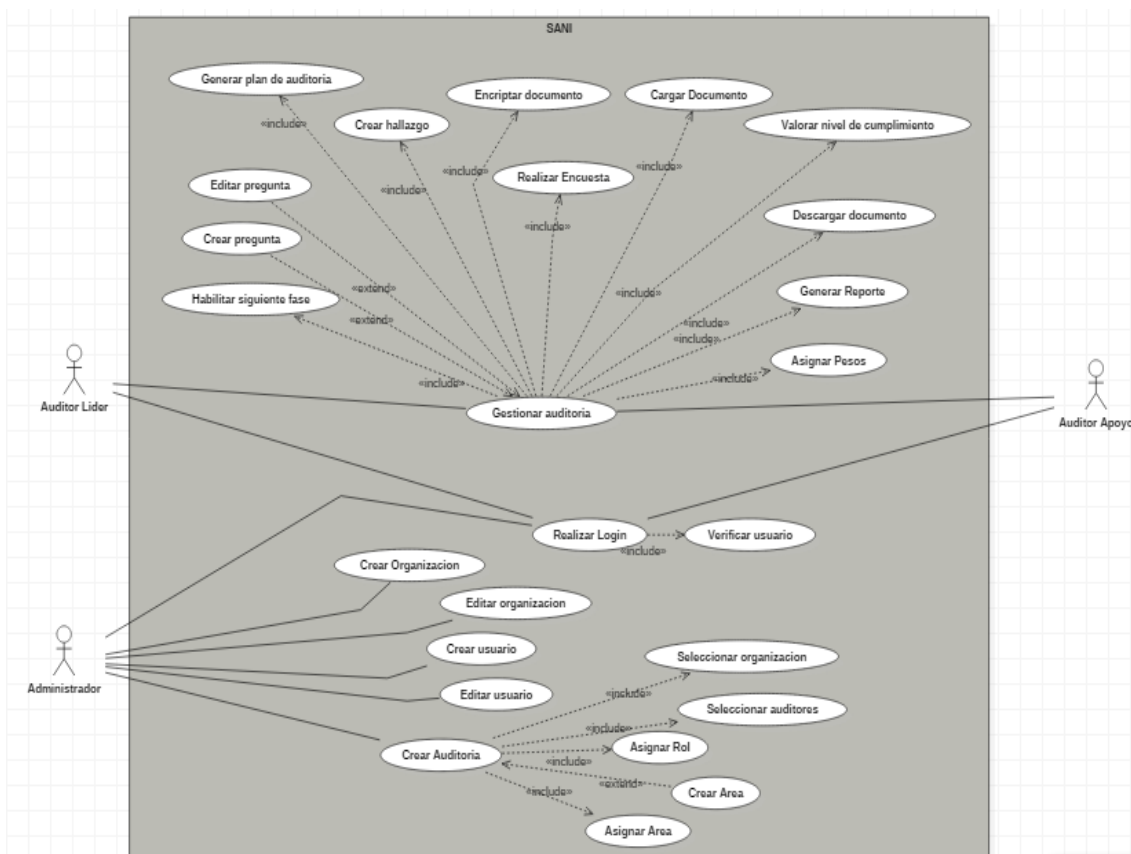 SANI
Generar plan de auditoria
Encriptar documento
Cargar Documento
«include»
Crear hallazgo
Valorar nivel de cumplimiento
«include»
«include»
Realizar Encuesta
Editar pregunta
«include»
Descargar documento
«include»
Crear pregunta
«extend»
«include»
Generar Reporte
Habilitar siguiente fase
«extend»
«include»
«include»
Asignar Pesos
«include»
«include»
Auditor Lider
Gestionar auditoria
Auditor Apoyo
Realizar Login
Verificar usuario
«include»
Crear Organizacion
Editar organizacion
Crear usuario
Seleccionar organizacion
Administrador
Editar usuario
«include»
Seleccionar auditores
«include»
Crear Auditoria
Asignar Rol
«include»
«extend»
«include»
Crear Area
Asignar Area